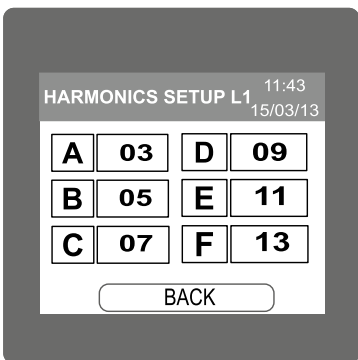 HARMONICS SETUP L1 11:43
15/03/13
A 03 D 09
B 05 E 11
C 07 F 13
BACK